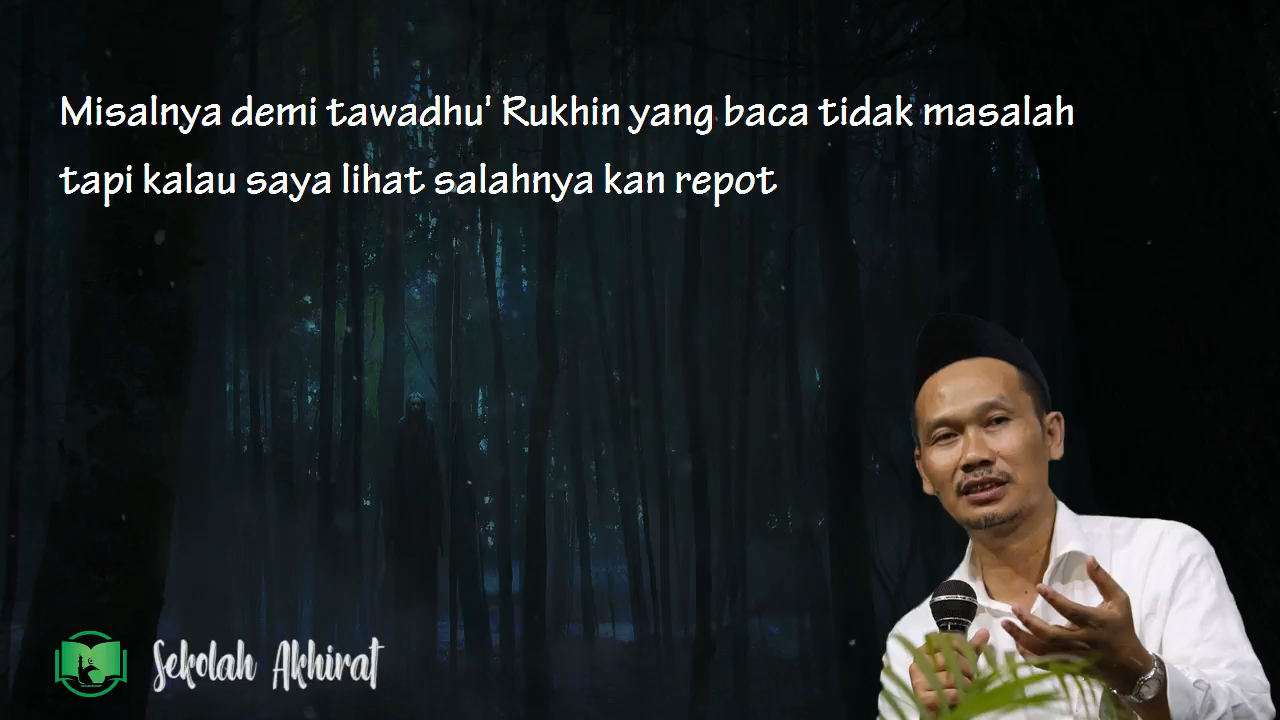 Misalnya demi tawadhu' Rukhin yang baca tidak masalah
tapi kalau saya lihat salahnya kan repot
Sekolah Akhirat